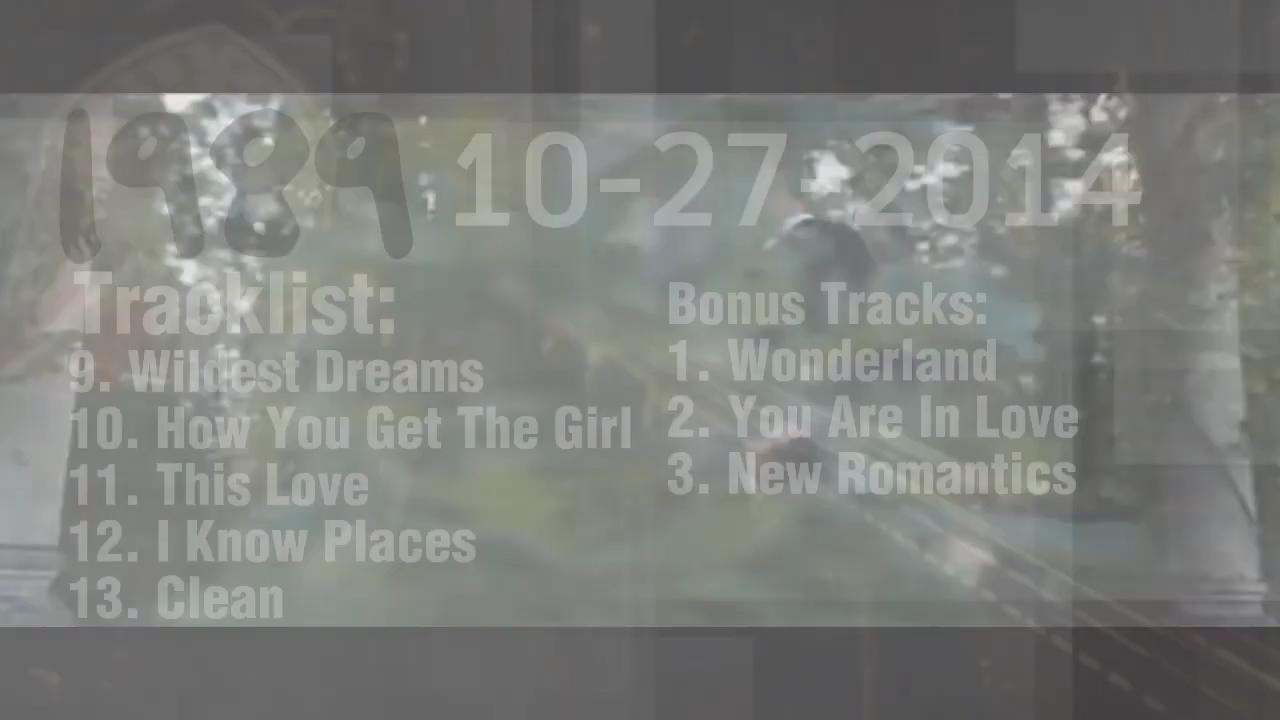 1989 10-27-2014
Tracklist:
9. Wildest Dreams
10. How You Get The Girl
11. This Love
12. I Know Places
13. Clean
Bonus Tracks:
1. Wonderland
2. You Are In Love
3. New Romantics